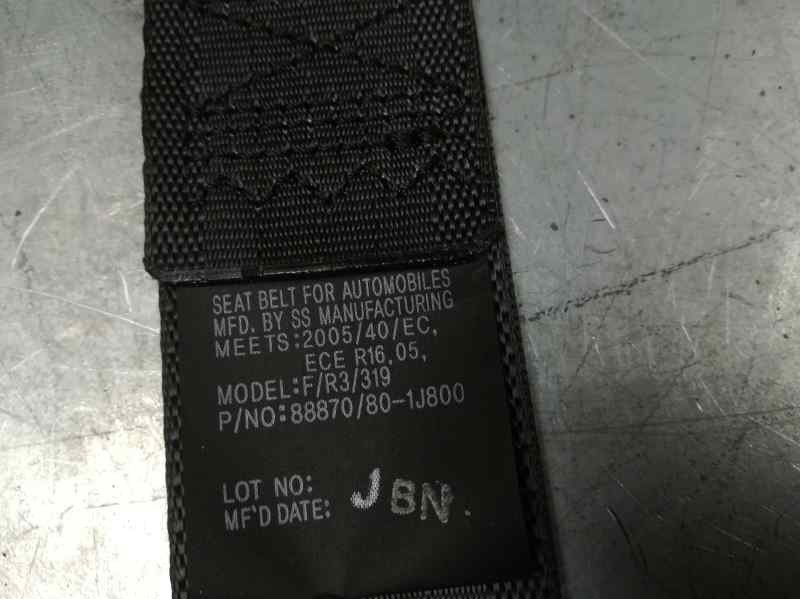 SEAT BELT FOR AUTOMOBILES
MFD. BY SS MANUFACTURING
MEETS:2005/40/EC,
ECE R16.05,
MODEL:F/R3/319
P/NO:88870/80-1J800
LOT NO: JBN
MF'D DATE: